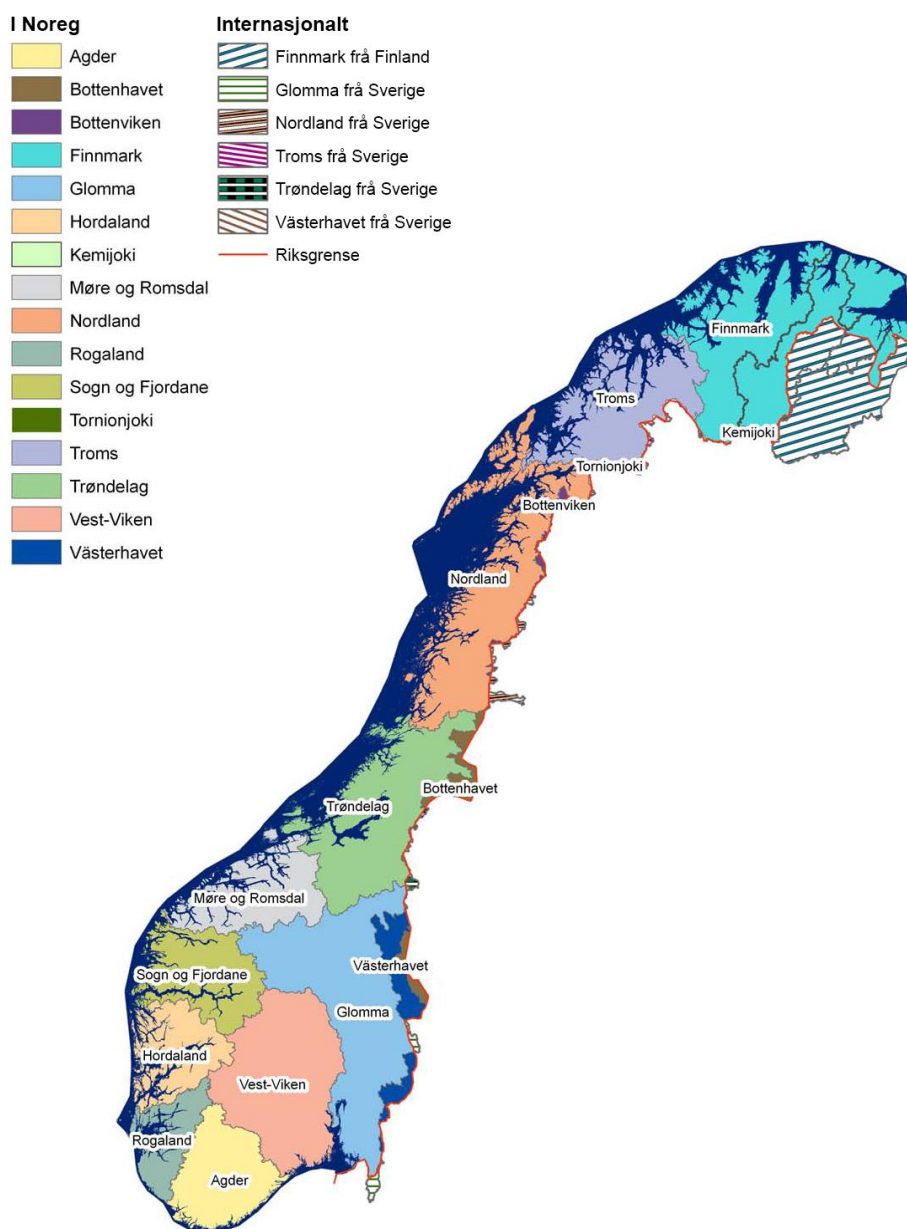 I Noreg
Agder
Bottenhavet
Bottenviken
Finnmark
Glomma
Hordaland
Kemijoki
Møre og Romsdal
Nordland
Rogaland
Sogn og Fjordane
Tornionjoki
Troms
Trøndelag
Vest-Viken
Västerhavet
Internasjonalt
Finnmark frå Finland
Glomma frå Sverige
Nordland frå Sverige
Troms frå Sverige
Trøndelag frå Sverige
Västerhavet frå Sverige
Riksgrense
Finnmark
Troms
Kemijoki
Tornionjoki
Bottenviken
Nordland
Bottenhavet
Trøndelag
Møre og Romsdal
Västerhavet
Sogn og Fjordane
Glomma
Hordaland
Vest-Viken
Rogaland
Agder